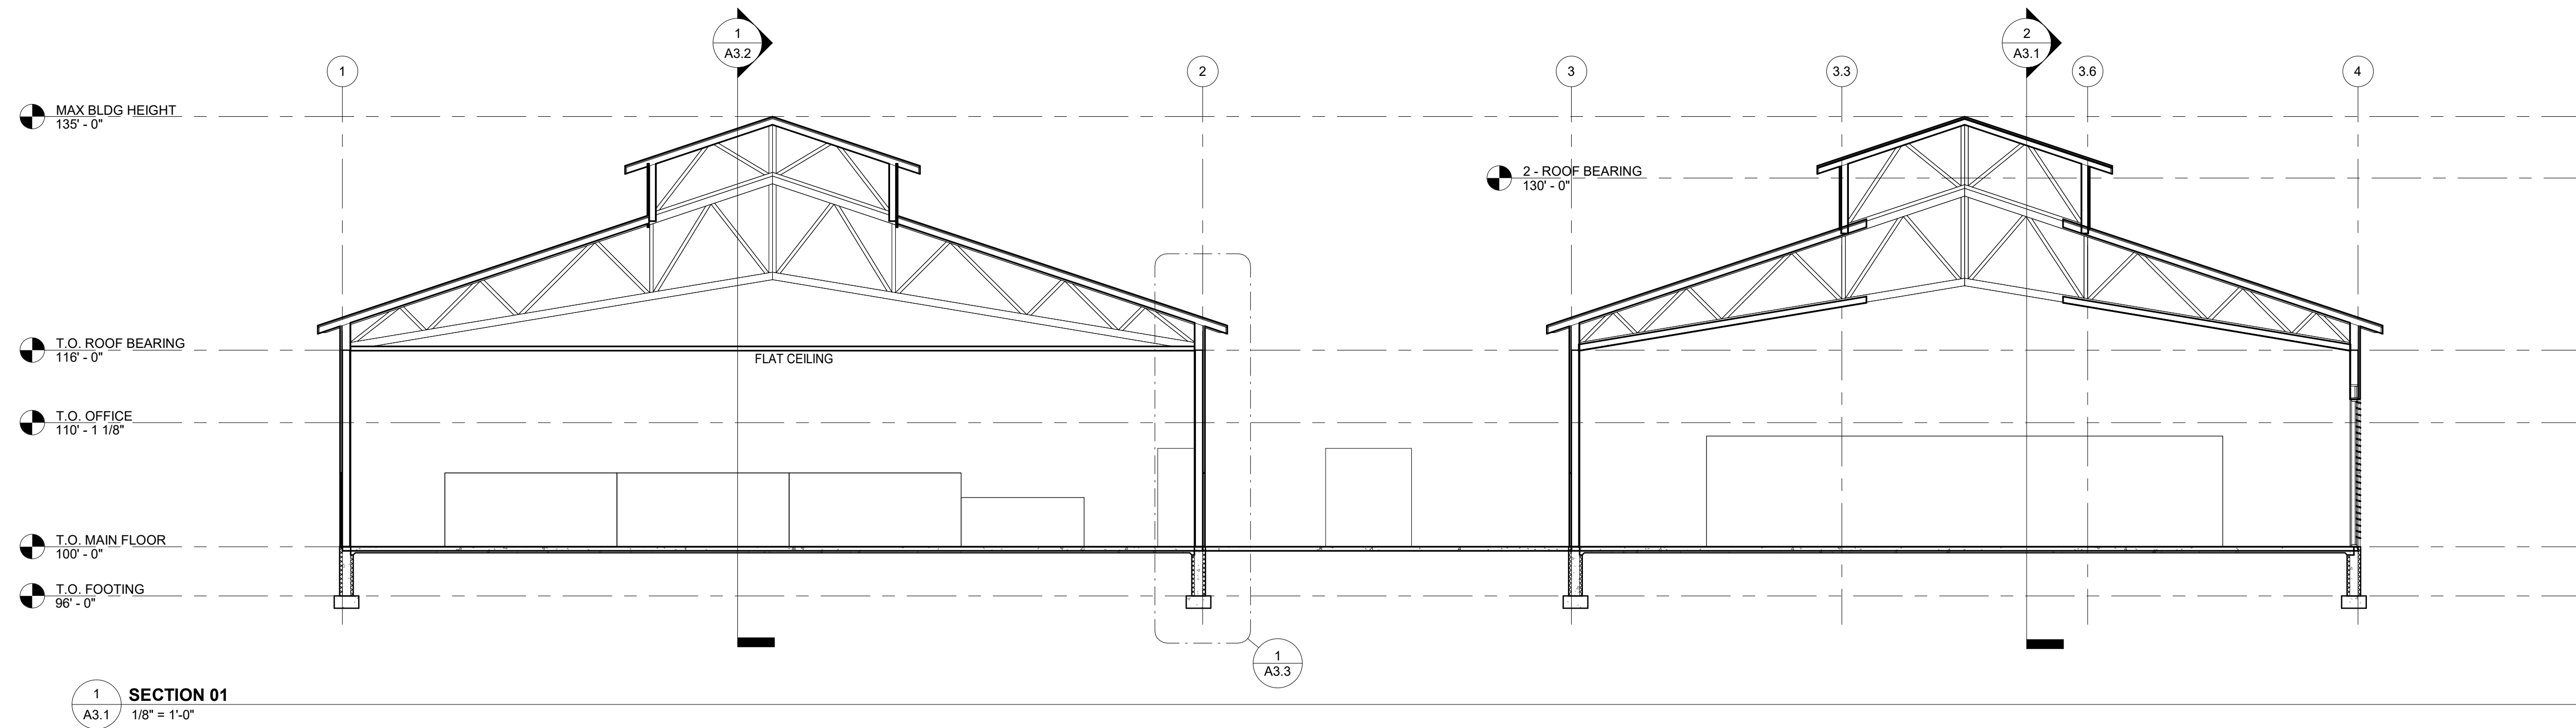 1
A3.2
2
A3.1
1
2
3
3.3
3.6
4
MAX BLDG HEIGHT
135' - 0"
2 - ROOF BEARING
130' - 0"
T.O. ROOF BEARING
116' - 0"
FLAT CEILING
T.O. OFFICE
110' - 1 1/8"
T.O. MAIN FLOOR
100' - 0"
T.O. FOOTING
96' - 0"
1
A3.3
1
A3.1
SECTION 01
1/8" = 1'-0"